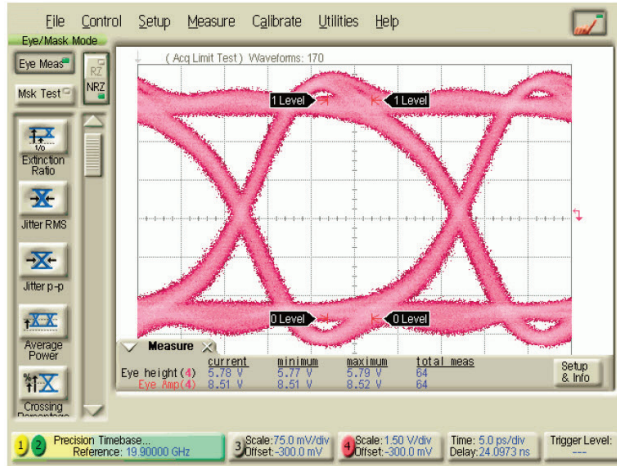 File Control Setup Measure Calibrate Utilities Help
Eye/Mask Mode
Eye Meas
RZ
NRZ
Msk Test
(Acq Limit Test) Waveforms: 170
1 Level 1 Level
1/0
Extinction
Ratio
Jitter RMS
Jitter p-p
Average
Power
Crossing
0 Level 0 Level
Measure
current minimum maximum total meas
Eye height(4) 5.78 V 5.77 V 5.79 V 64
Eye Amp(4) 8.51 V 8.51 V 8.52 V 64
Setup
& Info
1 2 Precision Timebase...
Reference: 19.90000 GHz
3 Scale:75.0 mV/div
Offset:-300.0 mV
4 Scale:1.50 V/div
Offset:-300.0 mV
Time: 5.0 ps/div
Delay:24.0973 ns
Trigger Level:
---